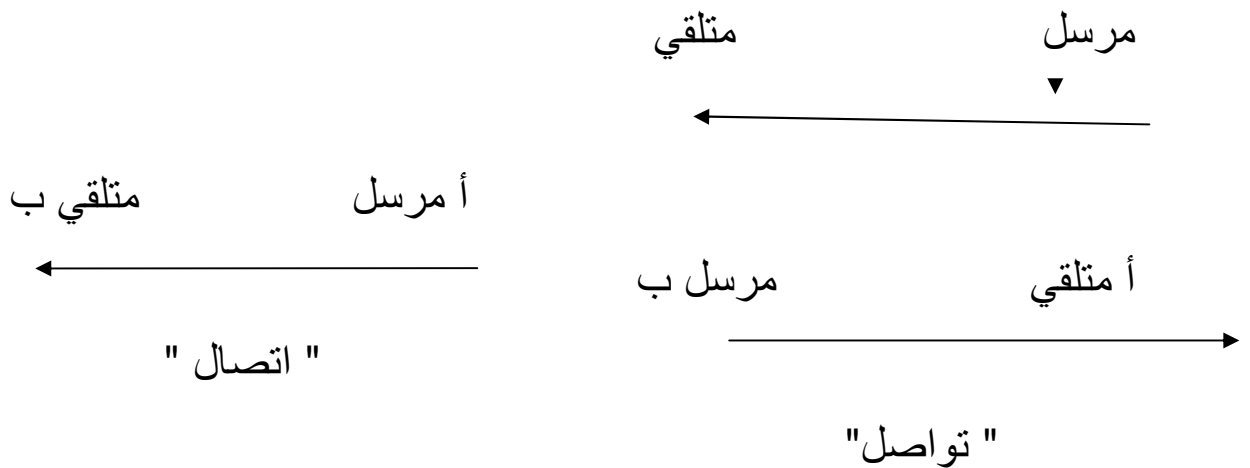 مرسل متلقي
أ مرسل متلقي ب
أ متلقي مرسل ب
" اتصال "
" تواصل"